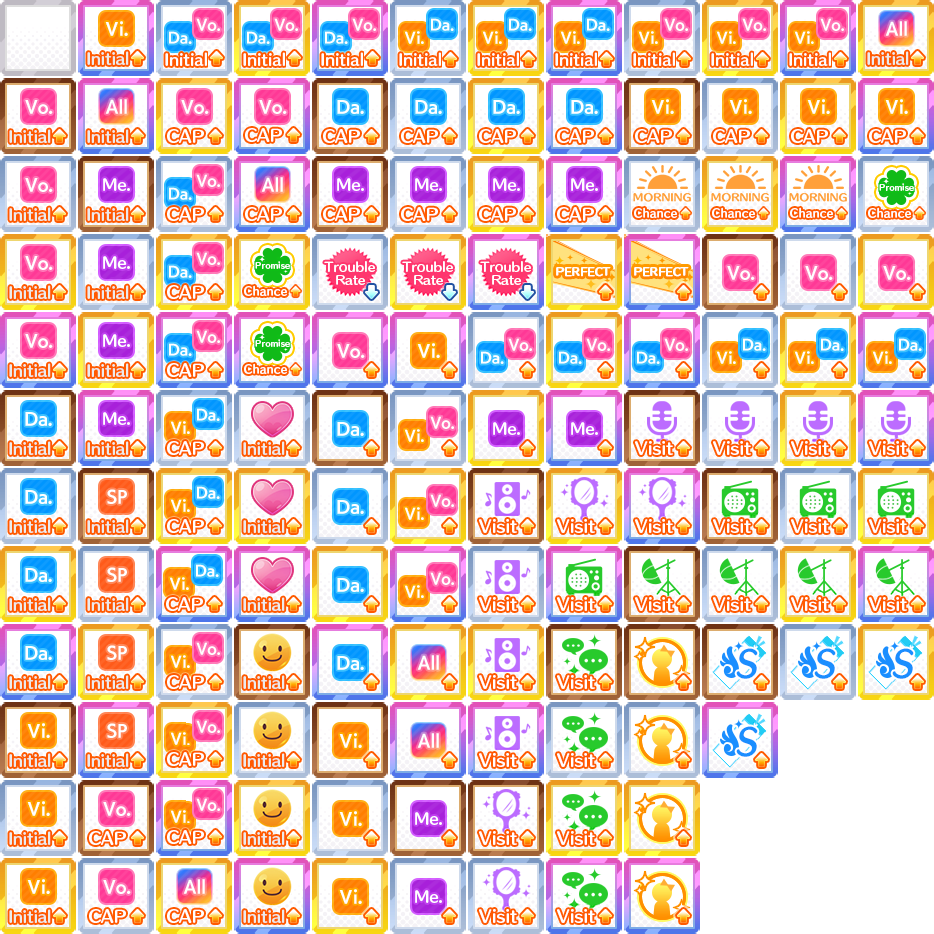 Vi. Da. Vo. Da. Vo. Da. Vo. Vi. Da. Vi. Da. Vi. Da. Vi. Vo. Vi. Vo. Vi. Vo. All
Initial Initial Initial Initial Initial Initial Initial Initial Initial Initial Initial
Vo. All Vo. Vo. Da. Da. Da. Da. Vi. Vi. Vi. Vi.
Initial Initial CAP CAP CAP CAP CAP CAP CAP CAP CAP CAP
Vo. Me. Da. Vo. All Me. Me. Me. Me. MORNING MORNING MORNING Promise
Initial Initial CAP CAP CAP CAP CAP CAP Chance Chance Chance Chance
Vo. Me. Da. Vo. Promise Trouble Trouble Trouble PERFECT PERFECT Vo. Vo. Vo.
Initial Initial CAP Chance Rate Rate Rate
Vo. Me. Da. Vo. Promise Vo. Vi. Da. Vo. Da. Vo. Da. Vo. Vi. Da. Vi. Da. Vi. Da.
Initial Initial CAP Chance
Da. Me. Vi. Da. Da. Vi. Vo. Me. Me.
Initial Initial CAP Initial Visit Visit Visit Visit
Da. SP Vi. Da. Da. Vi. Vo.
Initial Initial CAP Initial Visit Visit Visit Visit Visit Visit
Da. SP Vi. Da. Da. Vi. Vo.
Initial Initial CAP Initial Visit Visit Visit Visit Visit Visit
Da. SP Vi. Vo. Da. All S S S
Initial Initial CAP Initial Visit Visit
Vi. SP Vi. Vo. Vi. All S
Initial Initial CAP Initial Visit Visit
Vi. Vo. Vi. Vo. Vi. Me.
Initial CAP CAP Initial Visit Visit
Vi. Vo. All Vi. Me.
Initial CAP CAP Initial Visit Visit